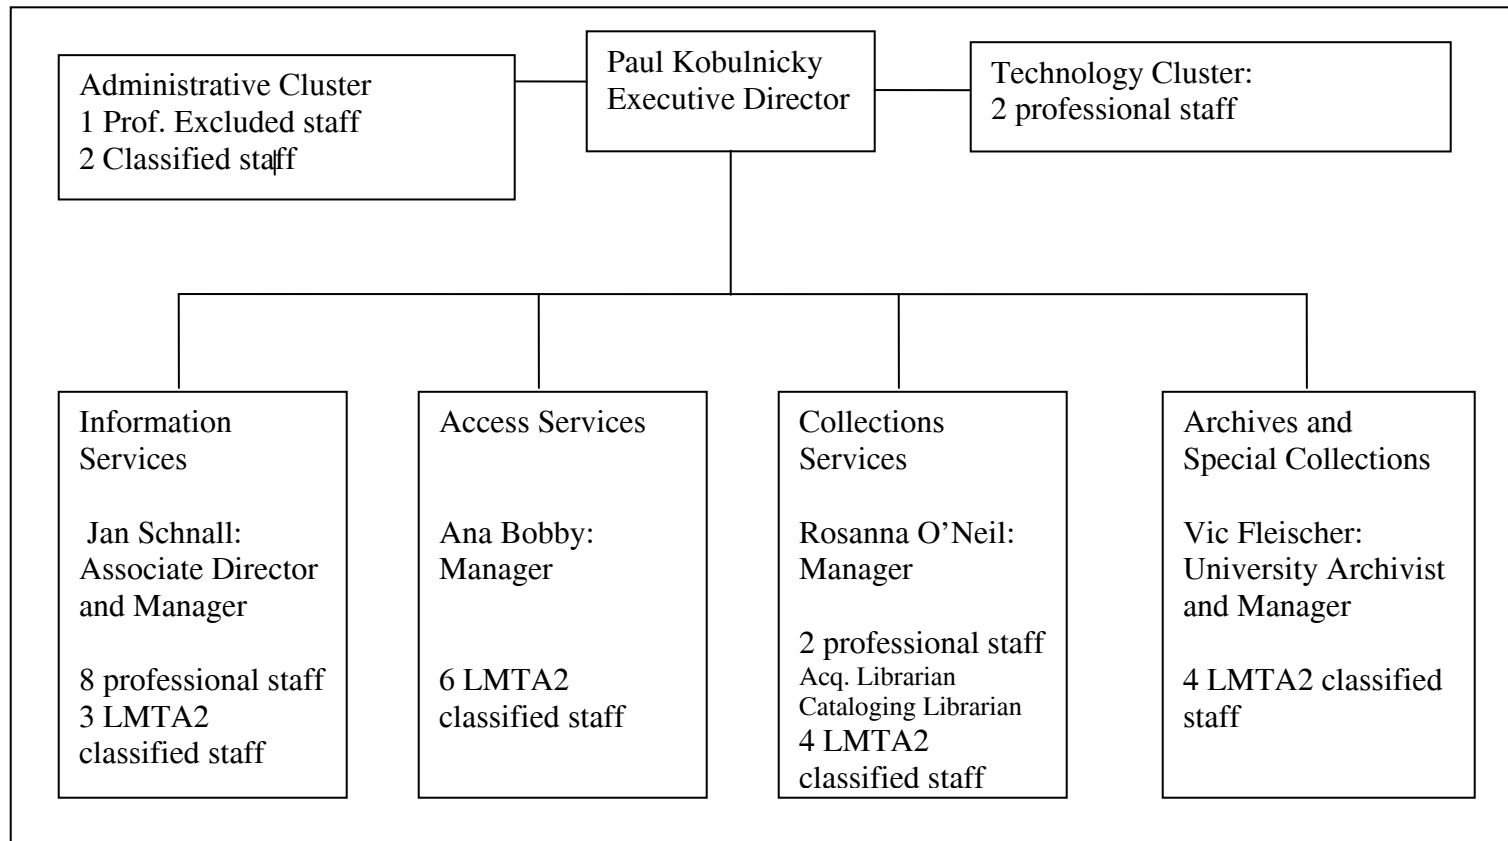 Administrative Cluster
1 Prof. Excluded staff
2 Classified staff
Paul Kobulnicky
Executive Director
Technology Cluster:
2 professional staff
Information
Services
Jan Schnall:
Associate Director
and Manager
8 professional staff
3 LMTA2
classified staff
Access Services
Ana Bobby:
Manager
6 LMTA2
classified staff
Collections
Services
Rosanna O’Neil:
Manager
2 professional staff
Acq. Librarian
Cataloging Librarian
4 LMTA2
classified staff
Archives and
Special Collections
Vic Fleischer:
University Archivist
and Manager
4 LMTA2 classified
staff